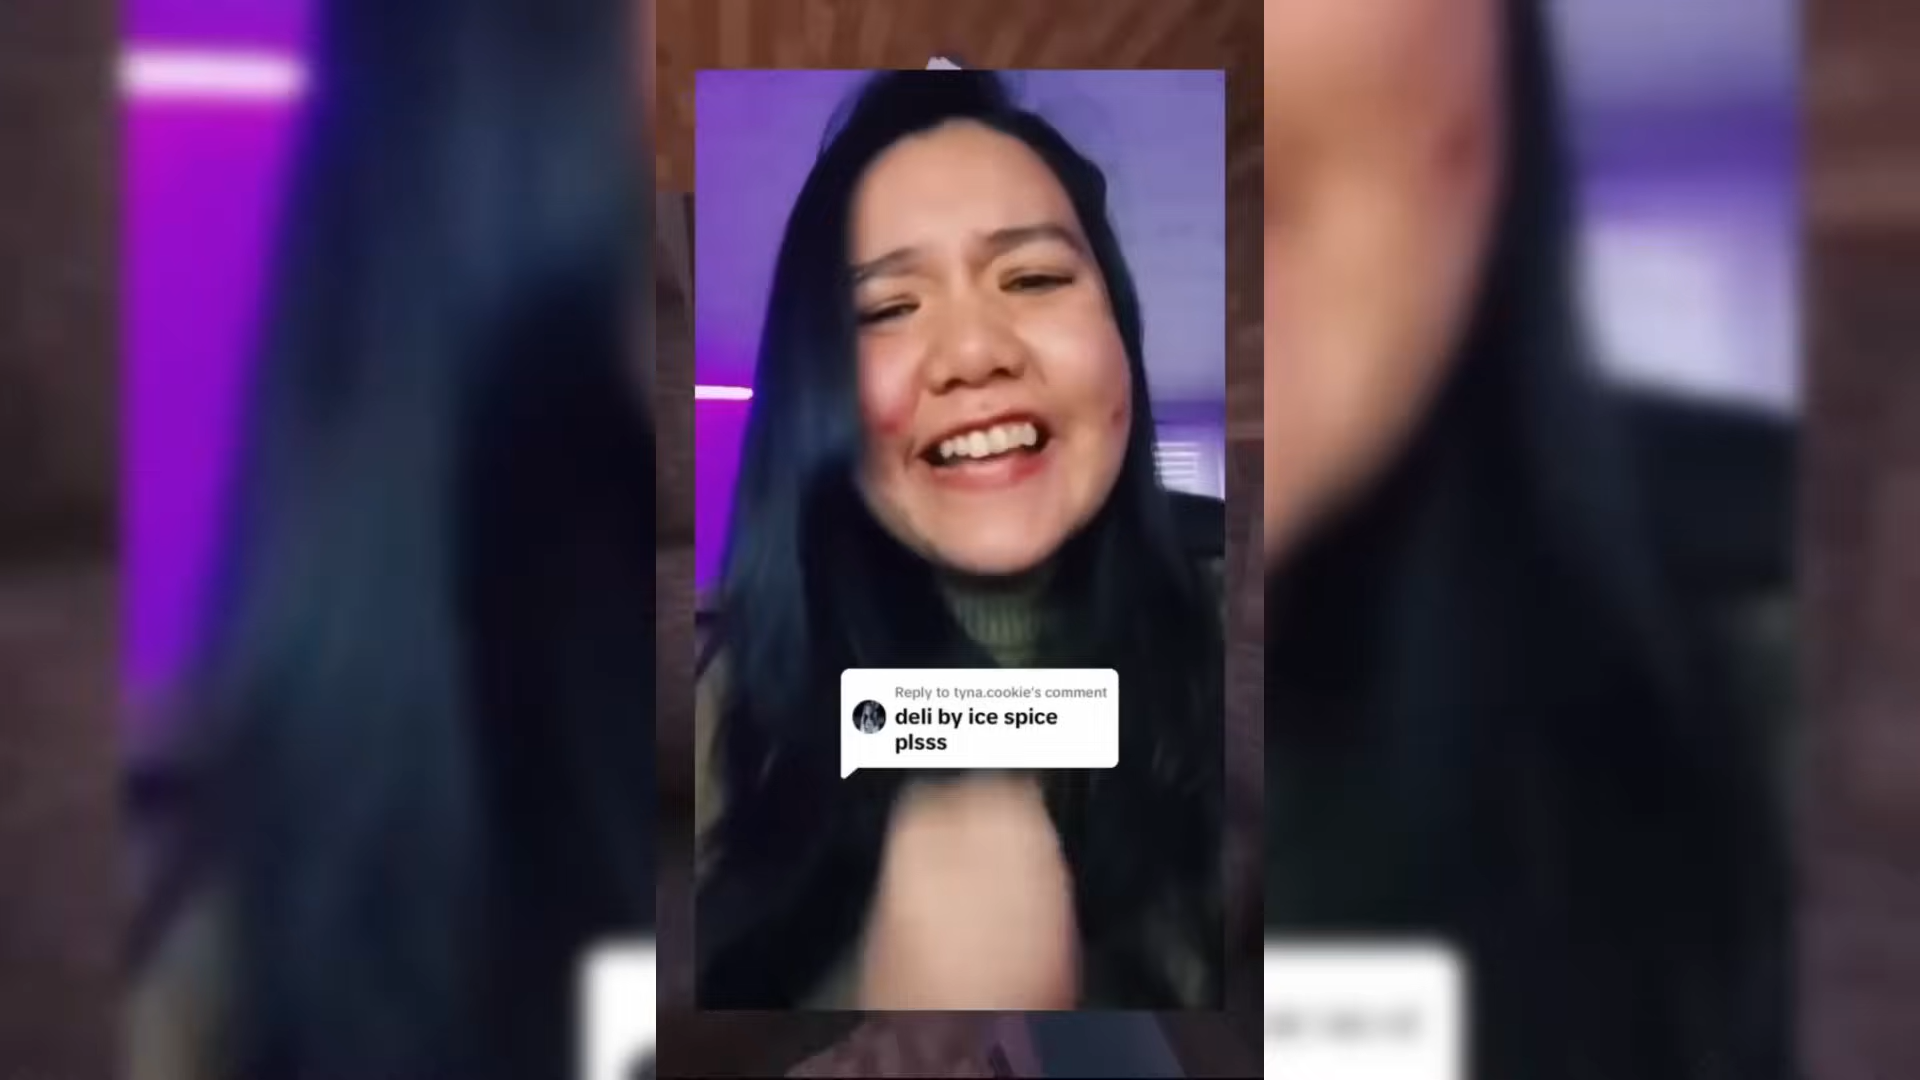 Reply to tyna.cookie's comment
deli by ice spice
plsss